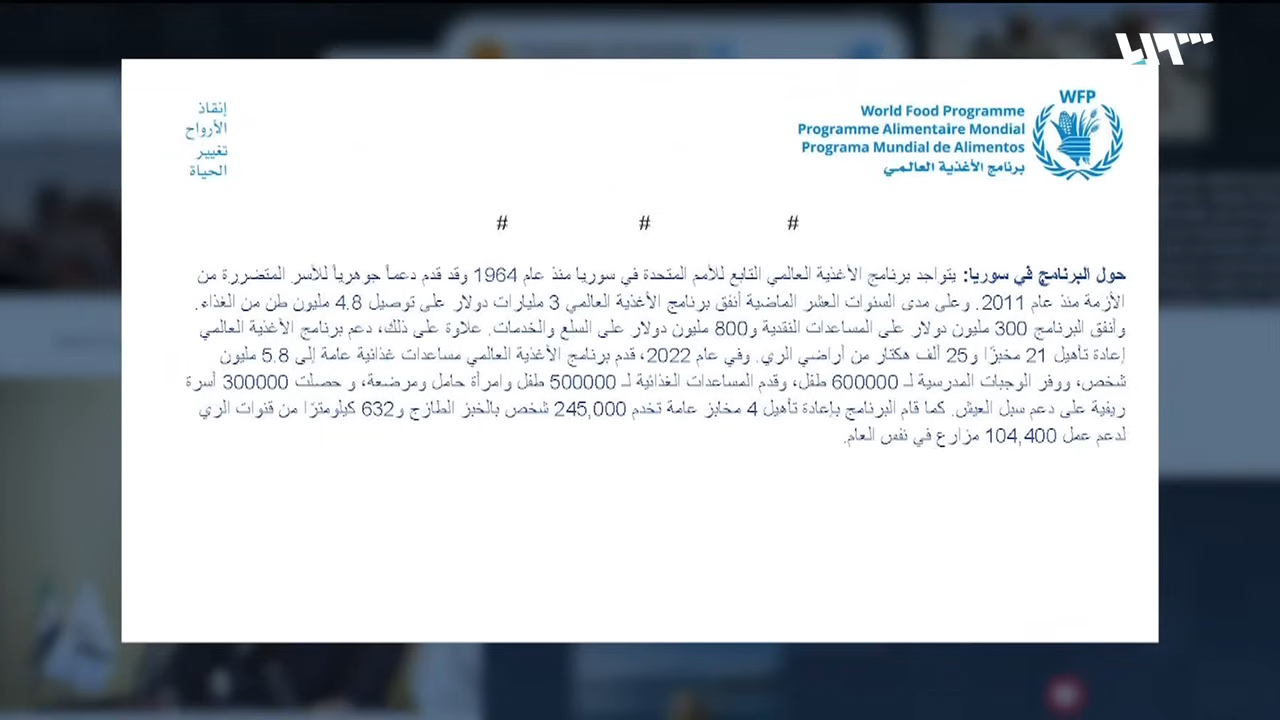 سوريا
إنقاذ
الأرواح
تغيير
الحياة
WFP
World Food Programme
Programme Alimentaire Mondial
Programa Mundial de Alimentos
برنامج الأغذية العالمي
# # #
حول البرنامج في سوريا: يتواجد برنامج الأغذية العالمي التابع للأمم المتحدة في سوريا منذ عام 1964 وقد قدم دعماً جوهرياً للأسر المتضررة من
الأزمة منذ عام 2011. وعلى مدى السنوات العشر الماضية أنفق برنامج الأغذية العالمي 3 مليارات دولار على توصيل 4.8 مليون طن من الغذاء.
وأنفق البرنامج 300 مليون دولار على المساعدات النقدية و800 مليون دولار على السلع والخدمات. علاوة على ذلك، دعم برنامج الأغذية العالمي
إعادة تأهيل 21 مخبزًا و25 ألف هكتار من أراضي الري. وفي عام 2022، قدم برنامج الأغذية العالمي مساعدات غذائية عامة إلى 5.8 مليون
شخص، ووفر الوجبات المدرسية لـ 600000 طفل، وقدم المساعدات الغذائية لـ 500000 طفل وامرأة حامل ومرضعة، و حصلت 300000 أسرة
ريفية على دعم سبل العيش. كما قام البرنامج بإعادة تأهيل 4 مخابز عامة تخدم 245,000 شخص بالخبز الطازج و632 كيلومترًا من قنوات الري
لدعم عمل 104,400 مزارع في نفس العام.